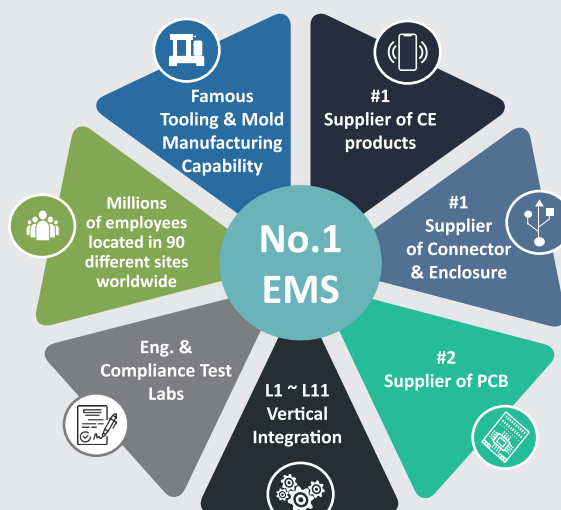 Famous
Tooling & Mold
Manufacturing
Capability
#1
Supplier of CE
products
#1
Supplier
of Connector
& Enclosure
#2
Supplier of PCB
L1 ~ L11
Vertical
Integration
Eng. &
Compliance Test
Labs
Millions
of employees
located in 90
different sites
worldwide
No.1
EMS